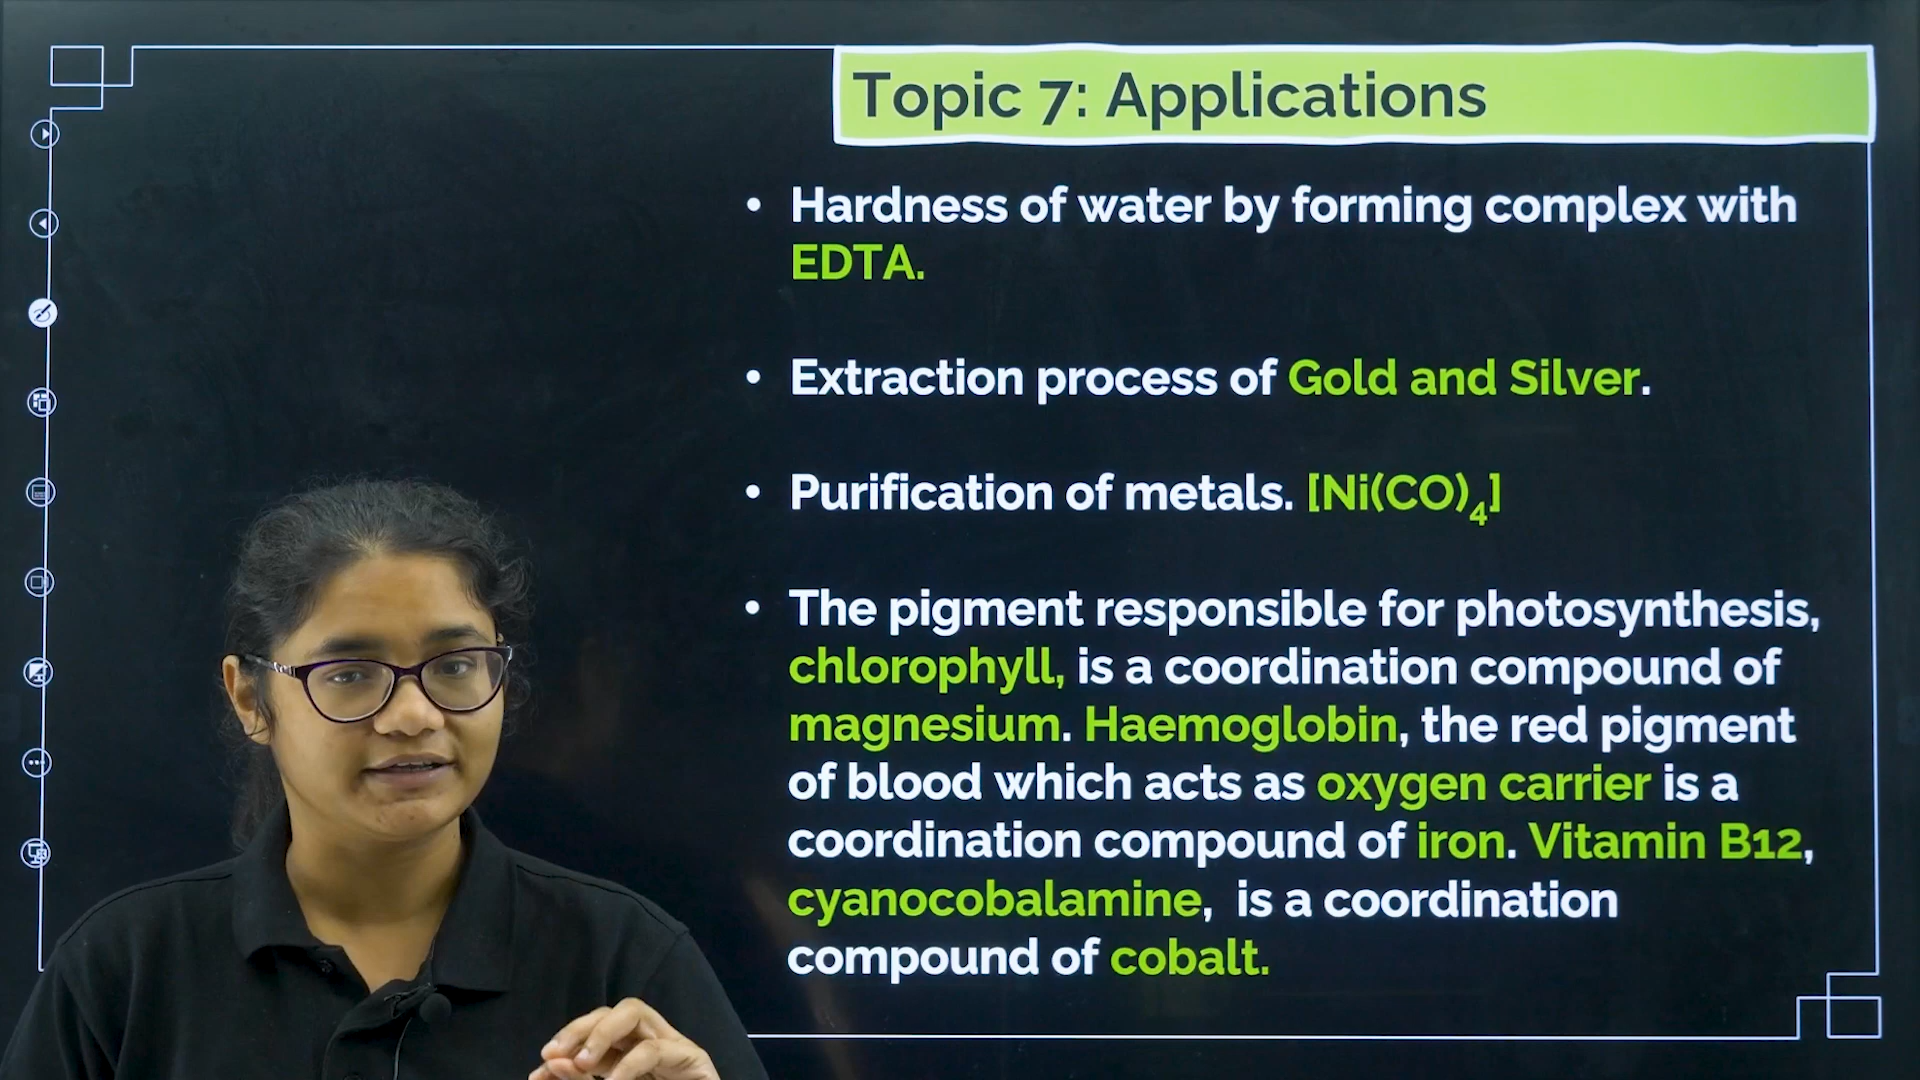 Topic 7: Applications
• Hardness of water by forming complex with
EDTA.
• Extraction process of Gold and Silver.
• Purification of metals. [Ni(CO)₄]
• The pigment responsible for photosynthesis,
chlorophyll, is a coordination compound of
magnesium. Haemoglobin, the red pigment
of blood which acts as oxygen carrier is a
coordination compound of iron. Vitamin B12,
cyanocobalamine, is a coordination
compound of cobalt.